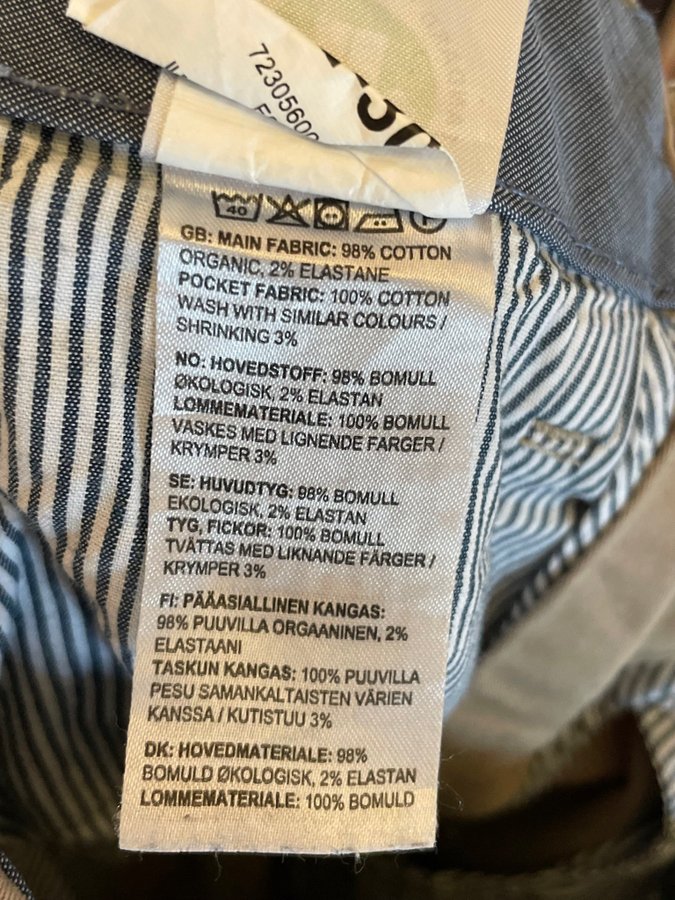 7230560
40
GB: MAIN FABRIC: 98% COTTON
ORGANIC, 2% ELASTANE
POCKET FABRIC: 100% COTTON
WASH WITH SIMILAR COLOURS /
SHRINKING 3%
NO: HOVEDSTOFF: 98% BOMULL
ØKOLOGISK, 2% ELASTAN
LOMMEMATERIALE: 100% BOMULL
VASKES MED LIGNENDE FARGER /
KRYMPER 3%
SE: HUVUDTYG: 98% BOMULL
EKOLOGISK, 2% ELASTAN
TYG, FICKOR: 100% BOMULL
TVÄTTAS MED LIKNANDE FÄRGER /
KRYMPER 3%
FI: PÄÄASIALLINEN KANGAS:
98% PUUVILLA ORGAANINEN, 2%
ELASTAANI
TASKUN KANGAS: 100% PUUVILLA
PESU SAMANKALTAISTEN VÄRIEN
KANSSA / KUTISTUU 3%
DK: HOVEDMATERIALE: 98%
BOMULD ØKOLOGISK, 2% ELASTAN
LOMMEMATERIALE: 100% BOMULD